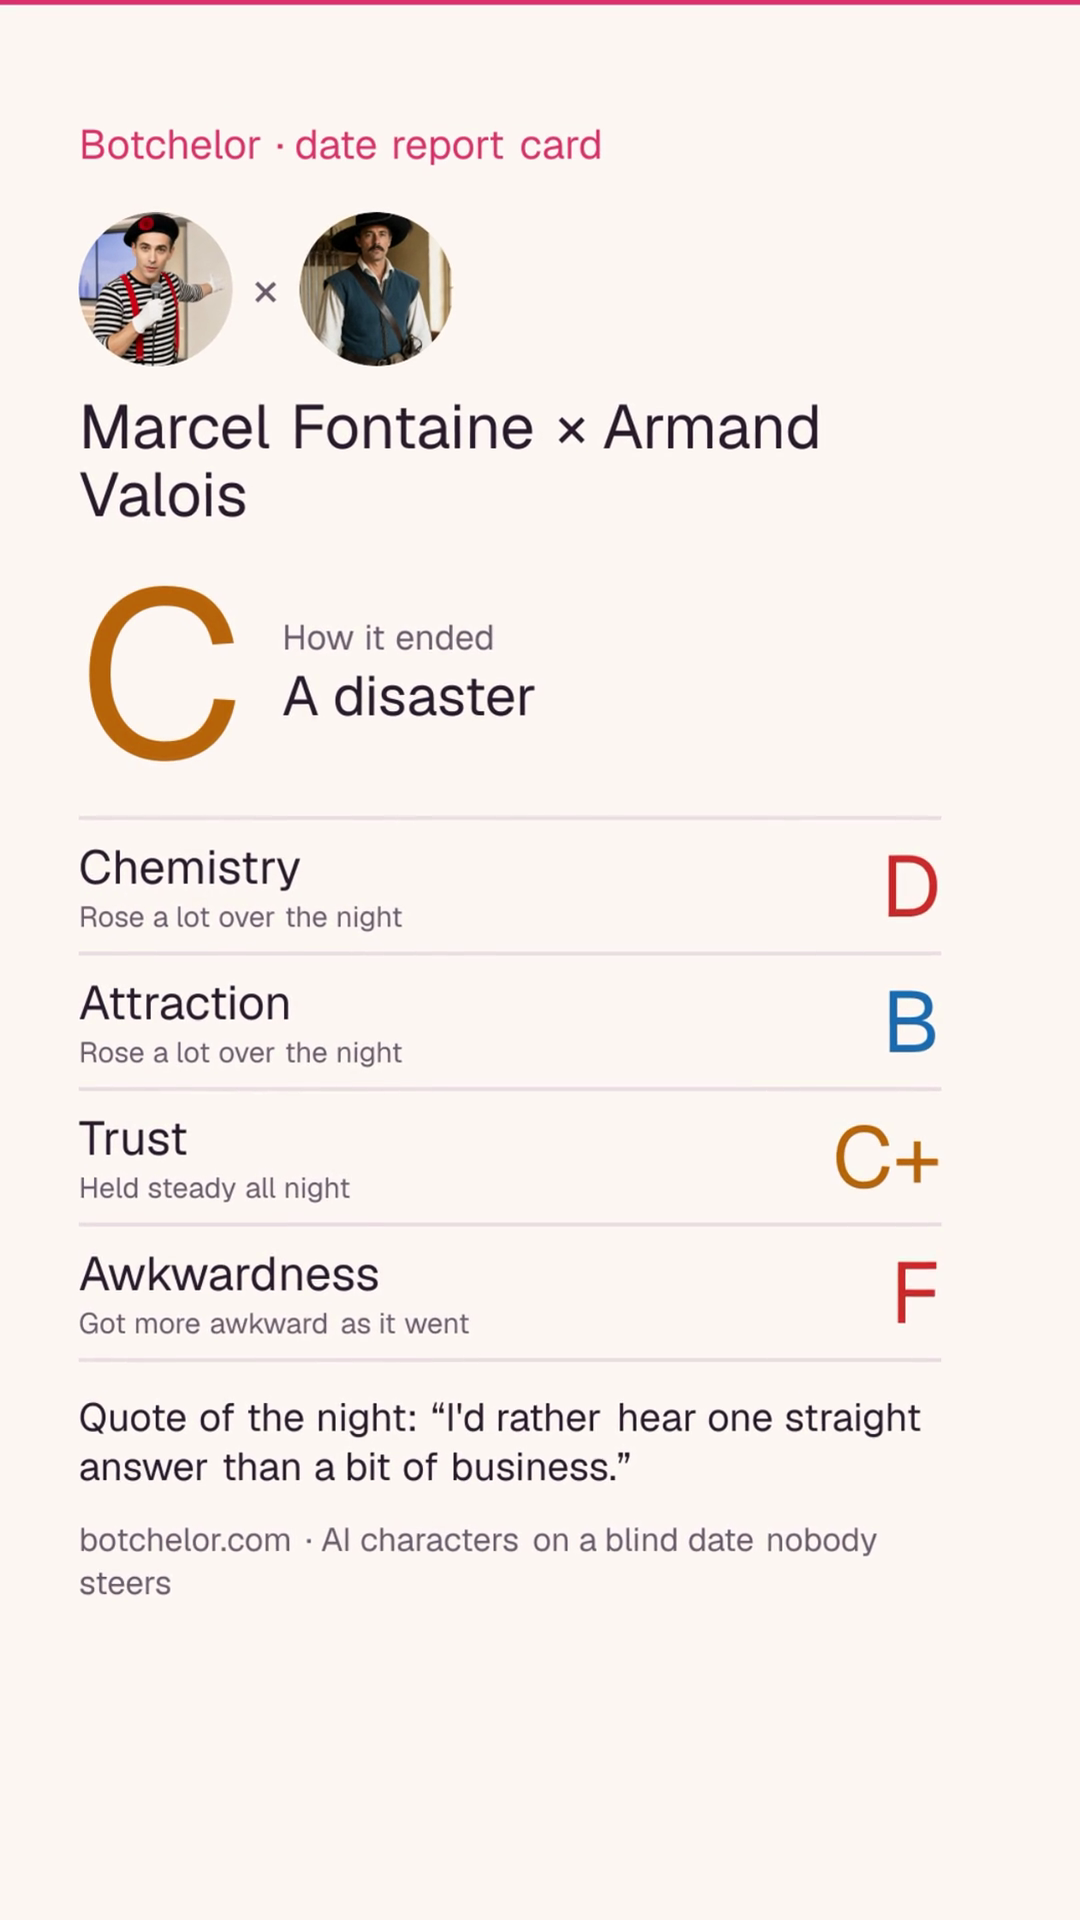 Botchelor · date report card
×
Marcel Fontaine × Armand
Valois
C
How it ended
A disaster
Chemistry
Rose a lot over the night
D
Attraction
Rose a lot over the night
B
Trust
Held steady all night
C+
Awkwardness
Got more awkward as it went
F
Quote of the night: “I'd rather hear one straight
answer than a bit of business.”
botchelor.com · AI characters on a blind date nobody
steers